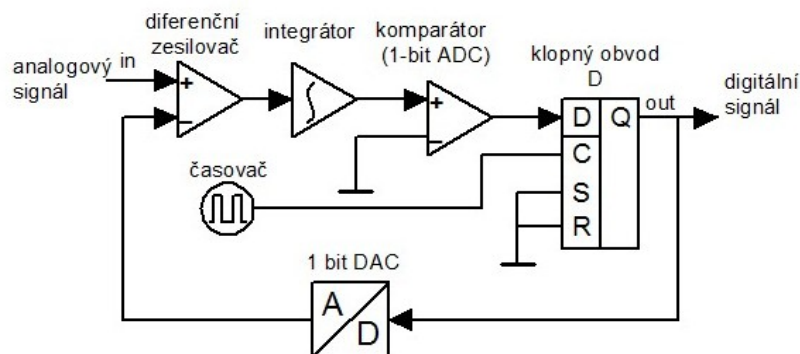 diferenční
zesilovač
integrátor
komparátor
(1-bit ADC)
klopný obvod
D
analogový
signál
in
+
−
+
−
D
Q
C
S
R
out
digitální
signál
časovač
1 bit DAC
A
D